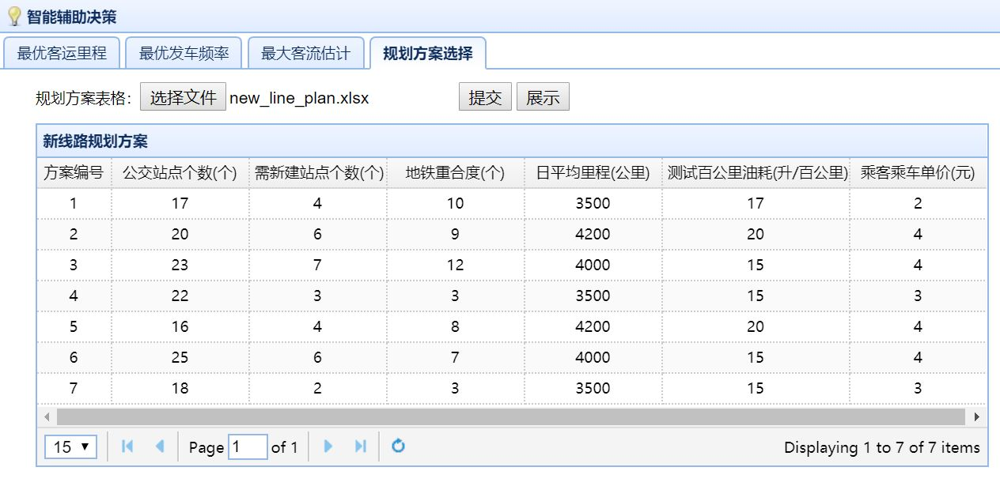 智能辅助决策
最优客运里程 最优发车频率 最大客流估计 规划方案选择
规划方案表格： 选择文件 new_line_plan.xlsx 提交 展示
新线路规划方案
方案编号 公交站点个数(个) 需新建站点个数(个) 地铁重合度(个) 日平均里程(公里) 测试百公里油耗(升/百公里) 乘客乘车单价(元)
1 17 4 10 3500 17 2
2 20 6 9 4200 20 4
3 23 7 12 4000 15 4
4 22 3 3 3500 15 3
5 16 4 8 4200 20 4
6 25 6 7 4000 15 4
7 18 2 3 3500 15 3
15 Page 1 of 1 Displaying 1 to 7 of 7 items